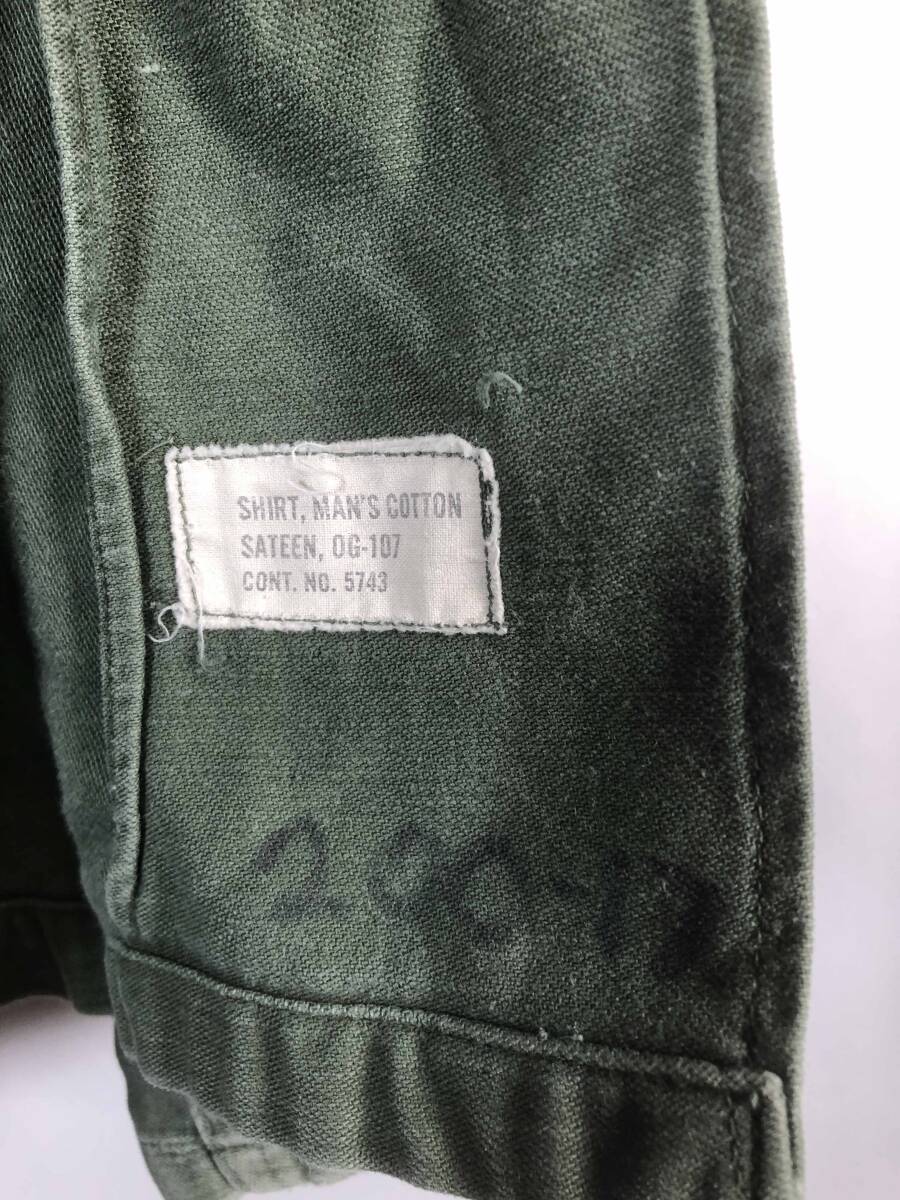 SHIRT, MAN'S COTTON
SATEEN, OG-107
CONT. NO. 5743